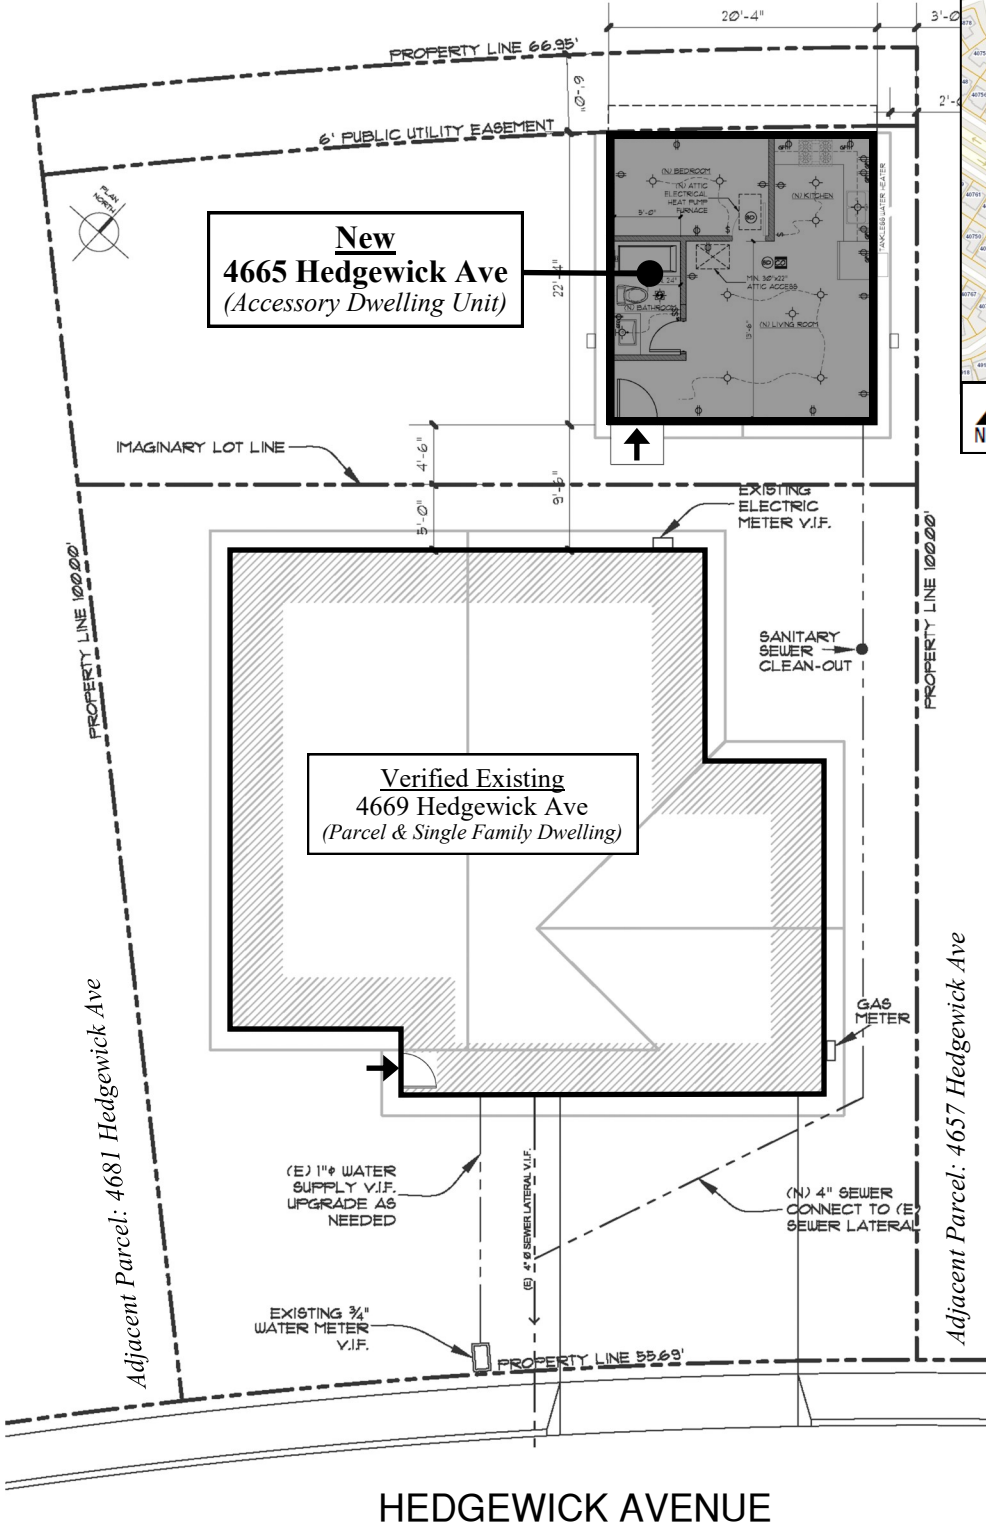 20'-4"
3'-0
PROPERTY LINE 66.95'
6'-0"
2'-0
6' PUBLIC UTILITY EASEMENT
PLAN
NORTH
New
4665 Hedgewick Ave
(Accessory Dwelling Unit)
22'-4"
(N) BEDROOM
(N) ATTIC
ELECTRICAL
HEAT PUMP
FURNACE
5'-0"
(N) KITCHEN
TANKLESS WATER HEATER
MIN. 30"x22"
ATTIC ACCESS
(N) BATHROOM
(N) LIVING ROOM
13'-6"
N
IMAGINARY LOT LINE
4'-6"
5'-0"
9'-6"
EXISTING
ELECTRIC
METER V.I.F.
PROPERTY LINE 100.00'
PROPERTY LINE 100.00'
SANITARY
SEWER
CLEAN-OUT
Verified Existing
4669 Hedgewick Ave
(Parcel & Single Family Dwelling)
GAS
METER
Adjacent Parcel: 4681 Hedgewick Ave
Adjacent Parcel: 4657 Hedgewick Ave
(E) 1"ϕ WATER
SUPPLY V.I.F.
UPGRADE AS
NEEDED
(E) 4" Ø SEWER LATERAL V.I.F.
(N) 4" SEWER
CONNECT TO (E)
SEWER LATERAL
EXISTING ¾"
WATER METER
V.I.F.
PROPERTY LINE 55.69'
HEDGEWICK AVENUE